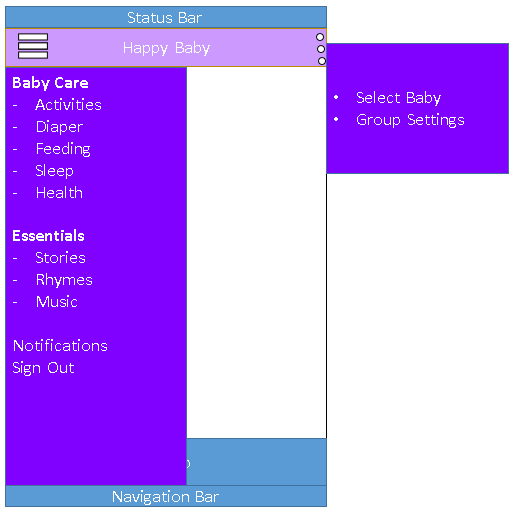 Status Bar
Happy Baby
Baby Care
- Activities
- Diaper
- Feeding
- Sleep
- Health
Essentials
- Stories
- Rhymes
- Music
Notifications
Sign Out
• Select Baby
• Group Settings
Navigation Bar